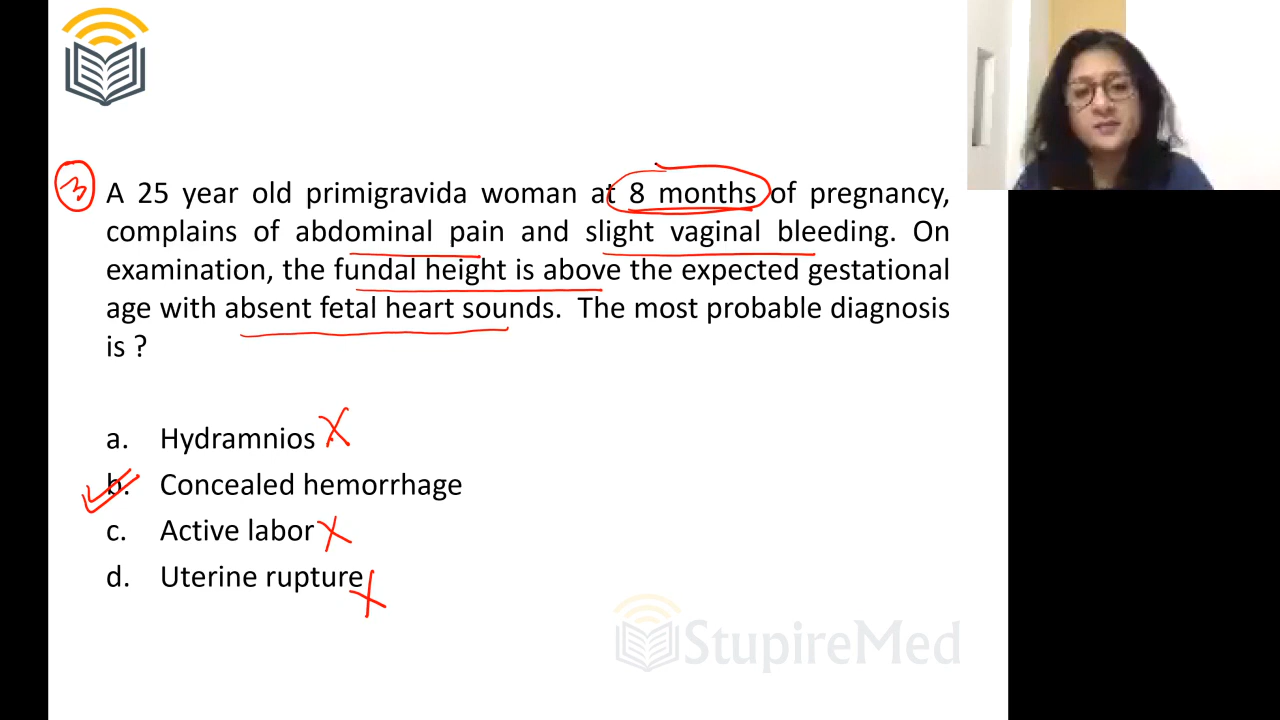 3
A 25 year old primigravida woman at 8 months of pregnancy,
complains of abdominal pain and slight vaginal bleeding. On
examination, the fundal height is above the expected gestational
age with absent fetal heart sounds. The most probable diagnosis
is ?
a. Hydramnios
b. Concealed hemorrhage
c. Active labor
d. Uterine rupture
StupireMed